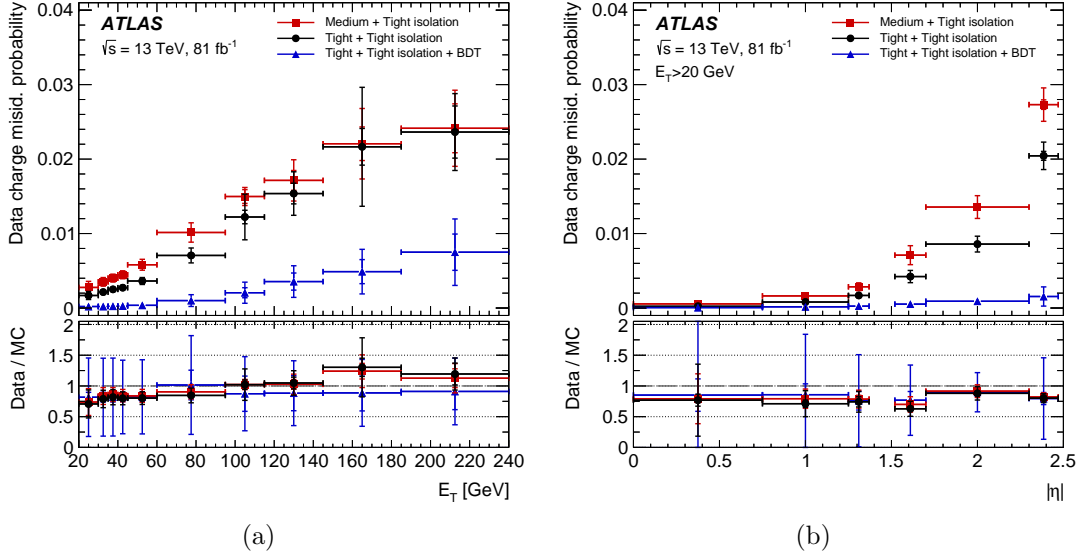 ATLAS
√s = 13 TeV, 81 fb⁻¹
Medium + Tight isolation
Tight + Tight isolation
Tight + Tight isolation + BDT
Data charge misid. probability
0.04
0.03
0.02
0.01
0
Data / MC
2
1.5
1
0.5
0
20 40 60 80 100 120 140 160 180 200 220 240
E_T [GeV]
(a)
ATLAS
√s = 13 TeV, 81 fb⁻¹
E_T>20 GeV
Medium + Tight isolation
Tight + Tight isolation
Tight + Tight isolation + BDT
Data charge misid. probability
0.04
0.03
0.02
0.01
0
Data / MC
2
1.5
1
0.5
0
0 0.5 1 1.5 2 2.5
|η|
(b)